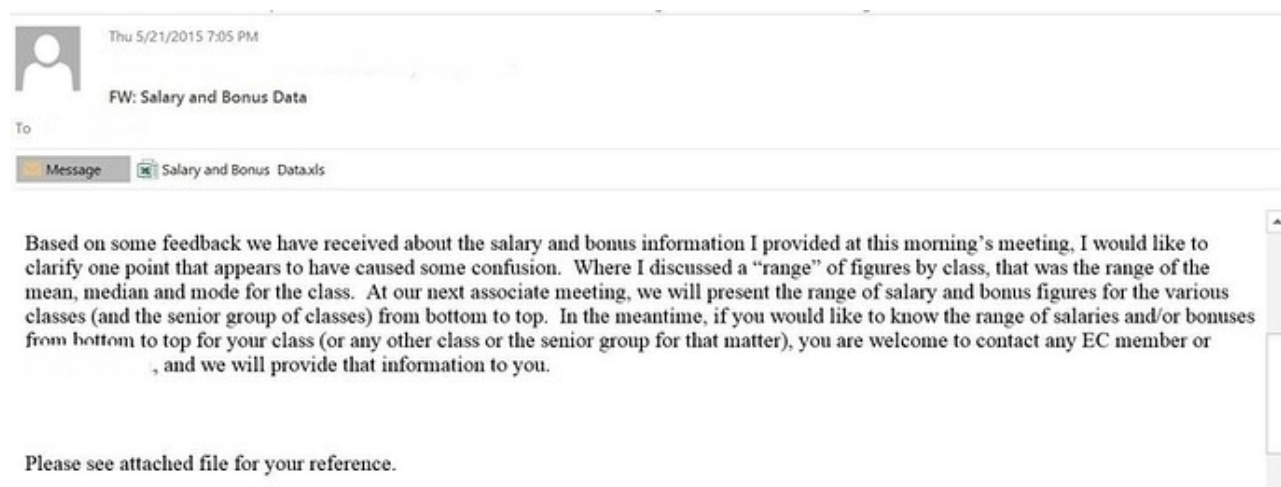 Thu 5/21/2015 7:05 PM
FW: Salary and Bonus Data
To
Message Salary and Bonus Data.xls
Based on some feedback we have received about the salary and bonus information I provided at this morning's meeting, I would like to
clarify one point that appears to have caused some confusion. Where I discussed a “range” of figures by class, that was the range of the
mean, median and mode for the class. At our next associate meeting, we will present the range of salary and bonus figures for the various
classes (and the senior group of classes) from bottom to top. In the meantime, if you would like to know the range of salaries and/or bonuses
from bottom to top for your class (or any other class or the senior group for that matter), you are welcome to contact any EC member or
, and we will provide that information to you.
Please see attached file for your reference.